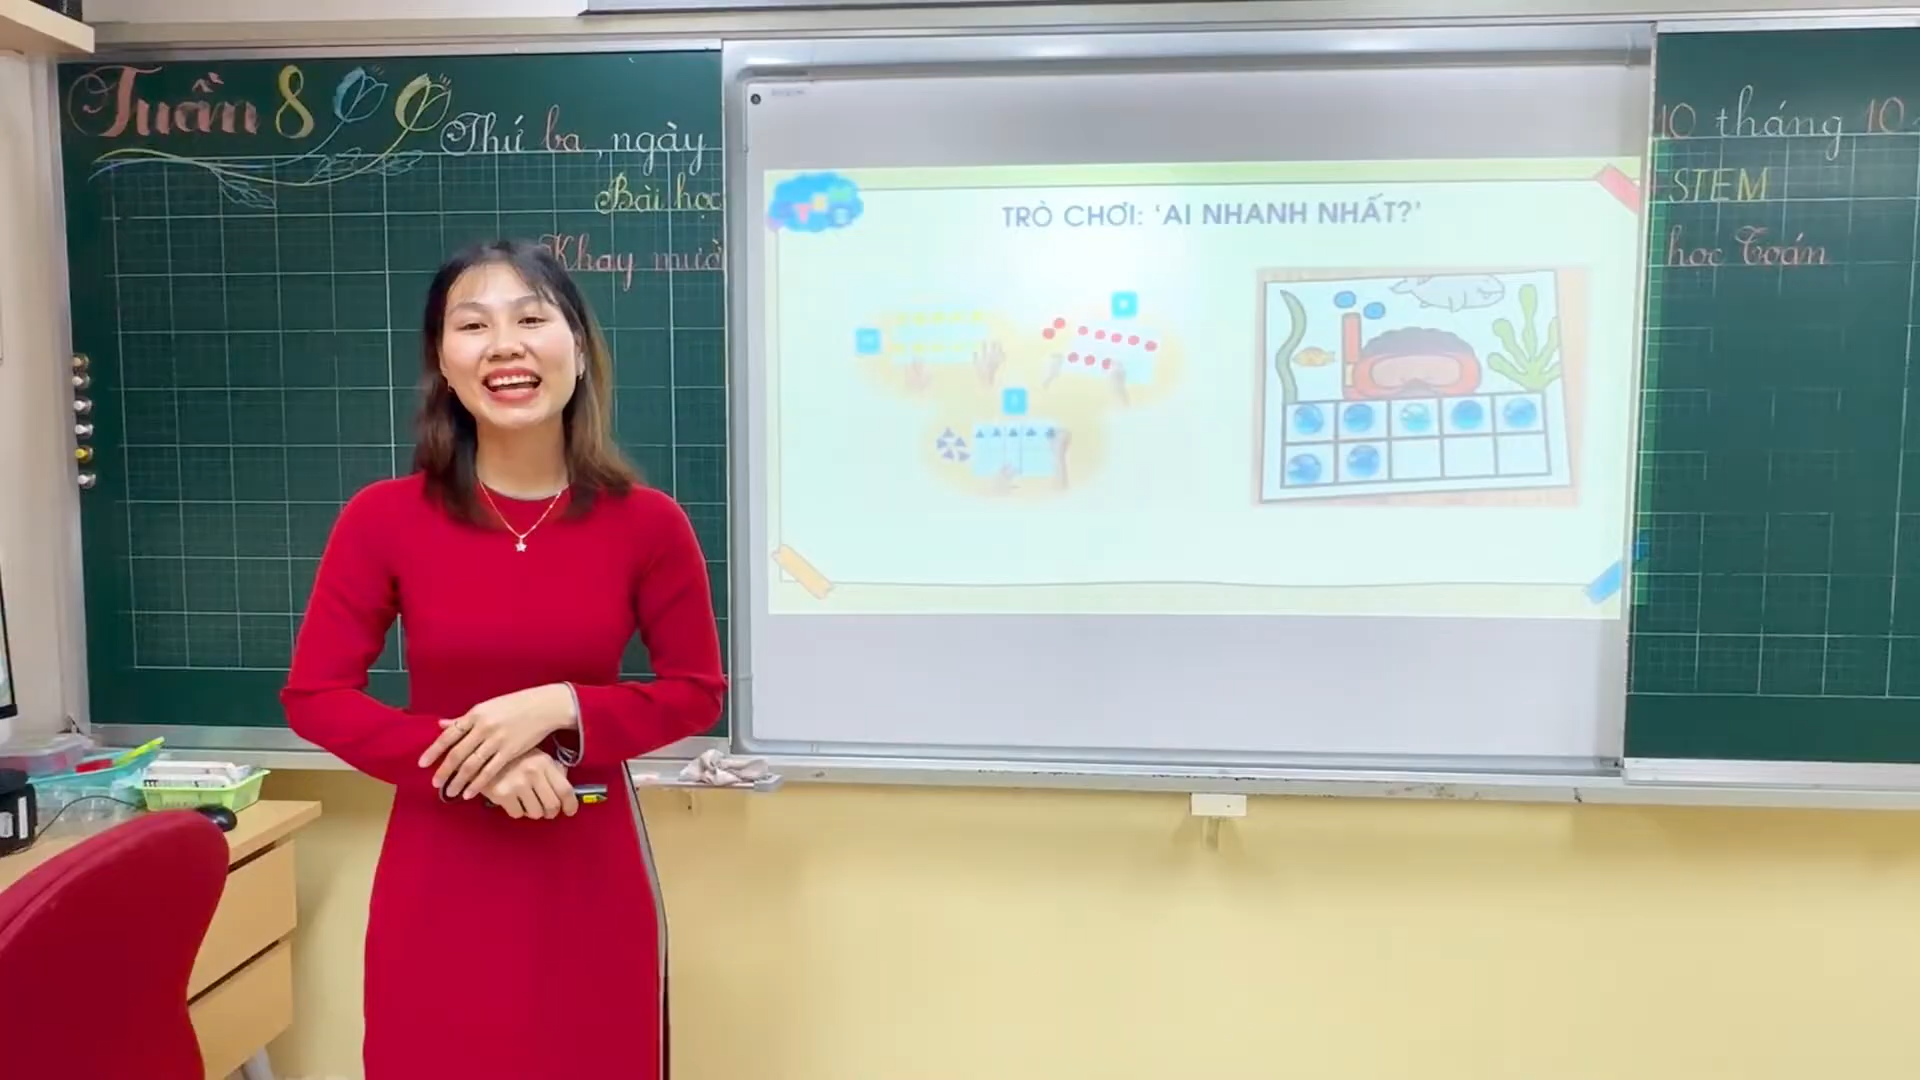 Tuần 8
Thứ ba, ngày 10 tháng 10
Bài học STEM
Khay mườ học Toán
TRÒ CHƠI: ‘AI NHANH NHẤT?’